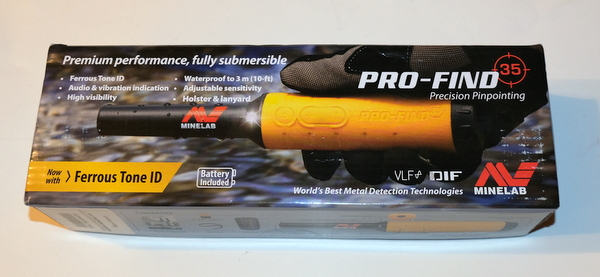 Premium performance, fully submersible
• Ferrous Tone ID
• Audio & vibration indication
• High visibility
• Waterproof to 3 m (10-ft)
• Adjustable sensitivity
• Holster & lanyard
PRO-FIND 35
Precision Pinpointing
MINELAB
PRO-FIND
Now with > Ferrous Tone ID
Battery Included
VLF DIF
World's Best Metal Detection Technologies
MINELAB